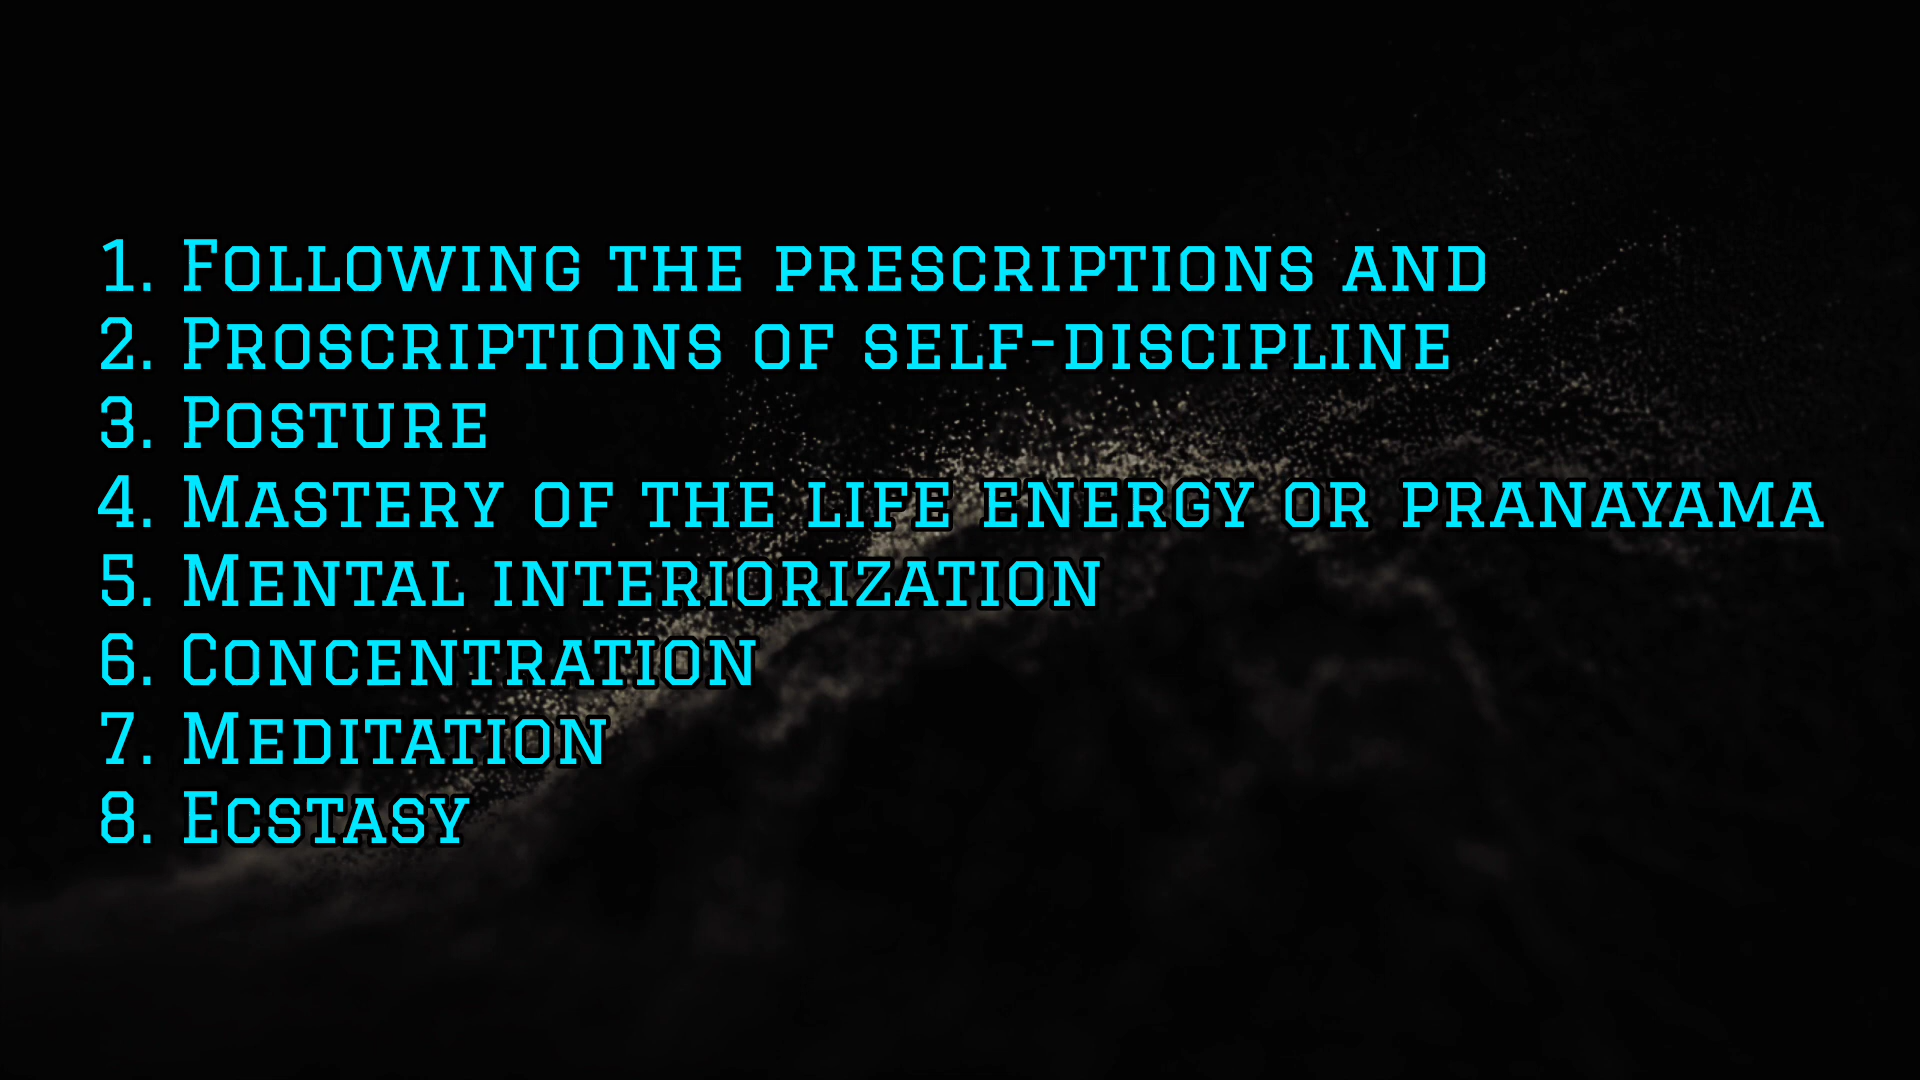 1. Following the prescriptions and
2. Proscriptions of self-discipline
3. Posture
4. Mastery of the life energy or pranayama
5. Mental interiorization
6. Concentration
7. Meditation
8. Ecstasy